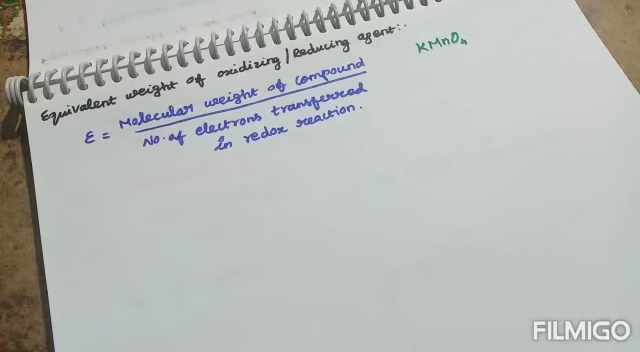 Equivalent weight of oxidizing/Reducing agent:-
KMnO₄
E = Molecular weight of compound
No. of electrons transferred
in redox reaction.
FILMIGO